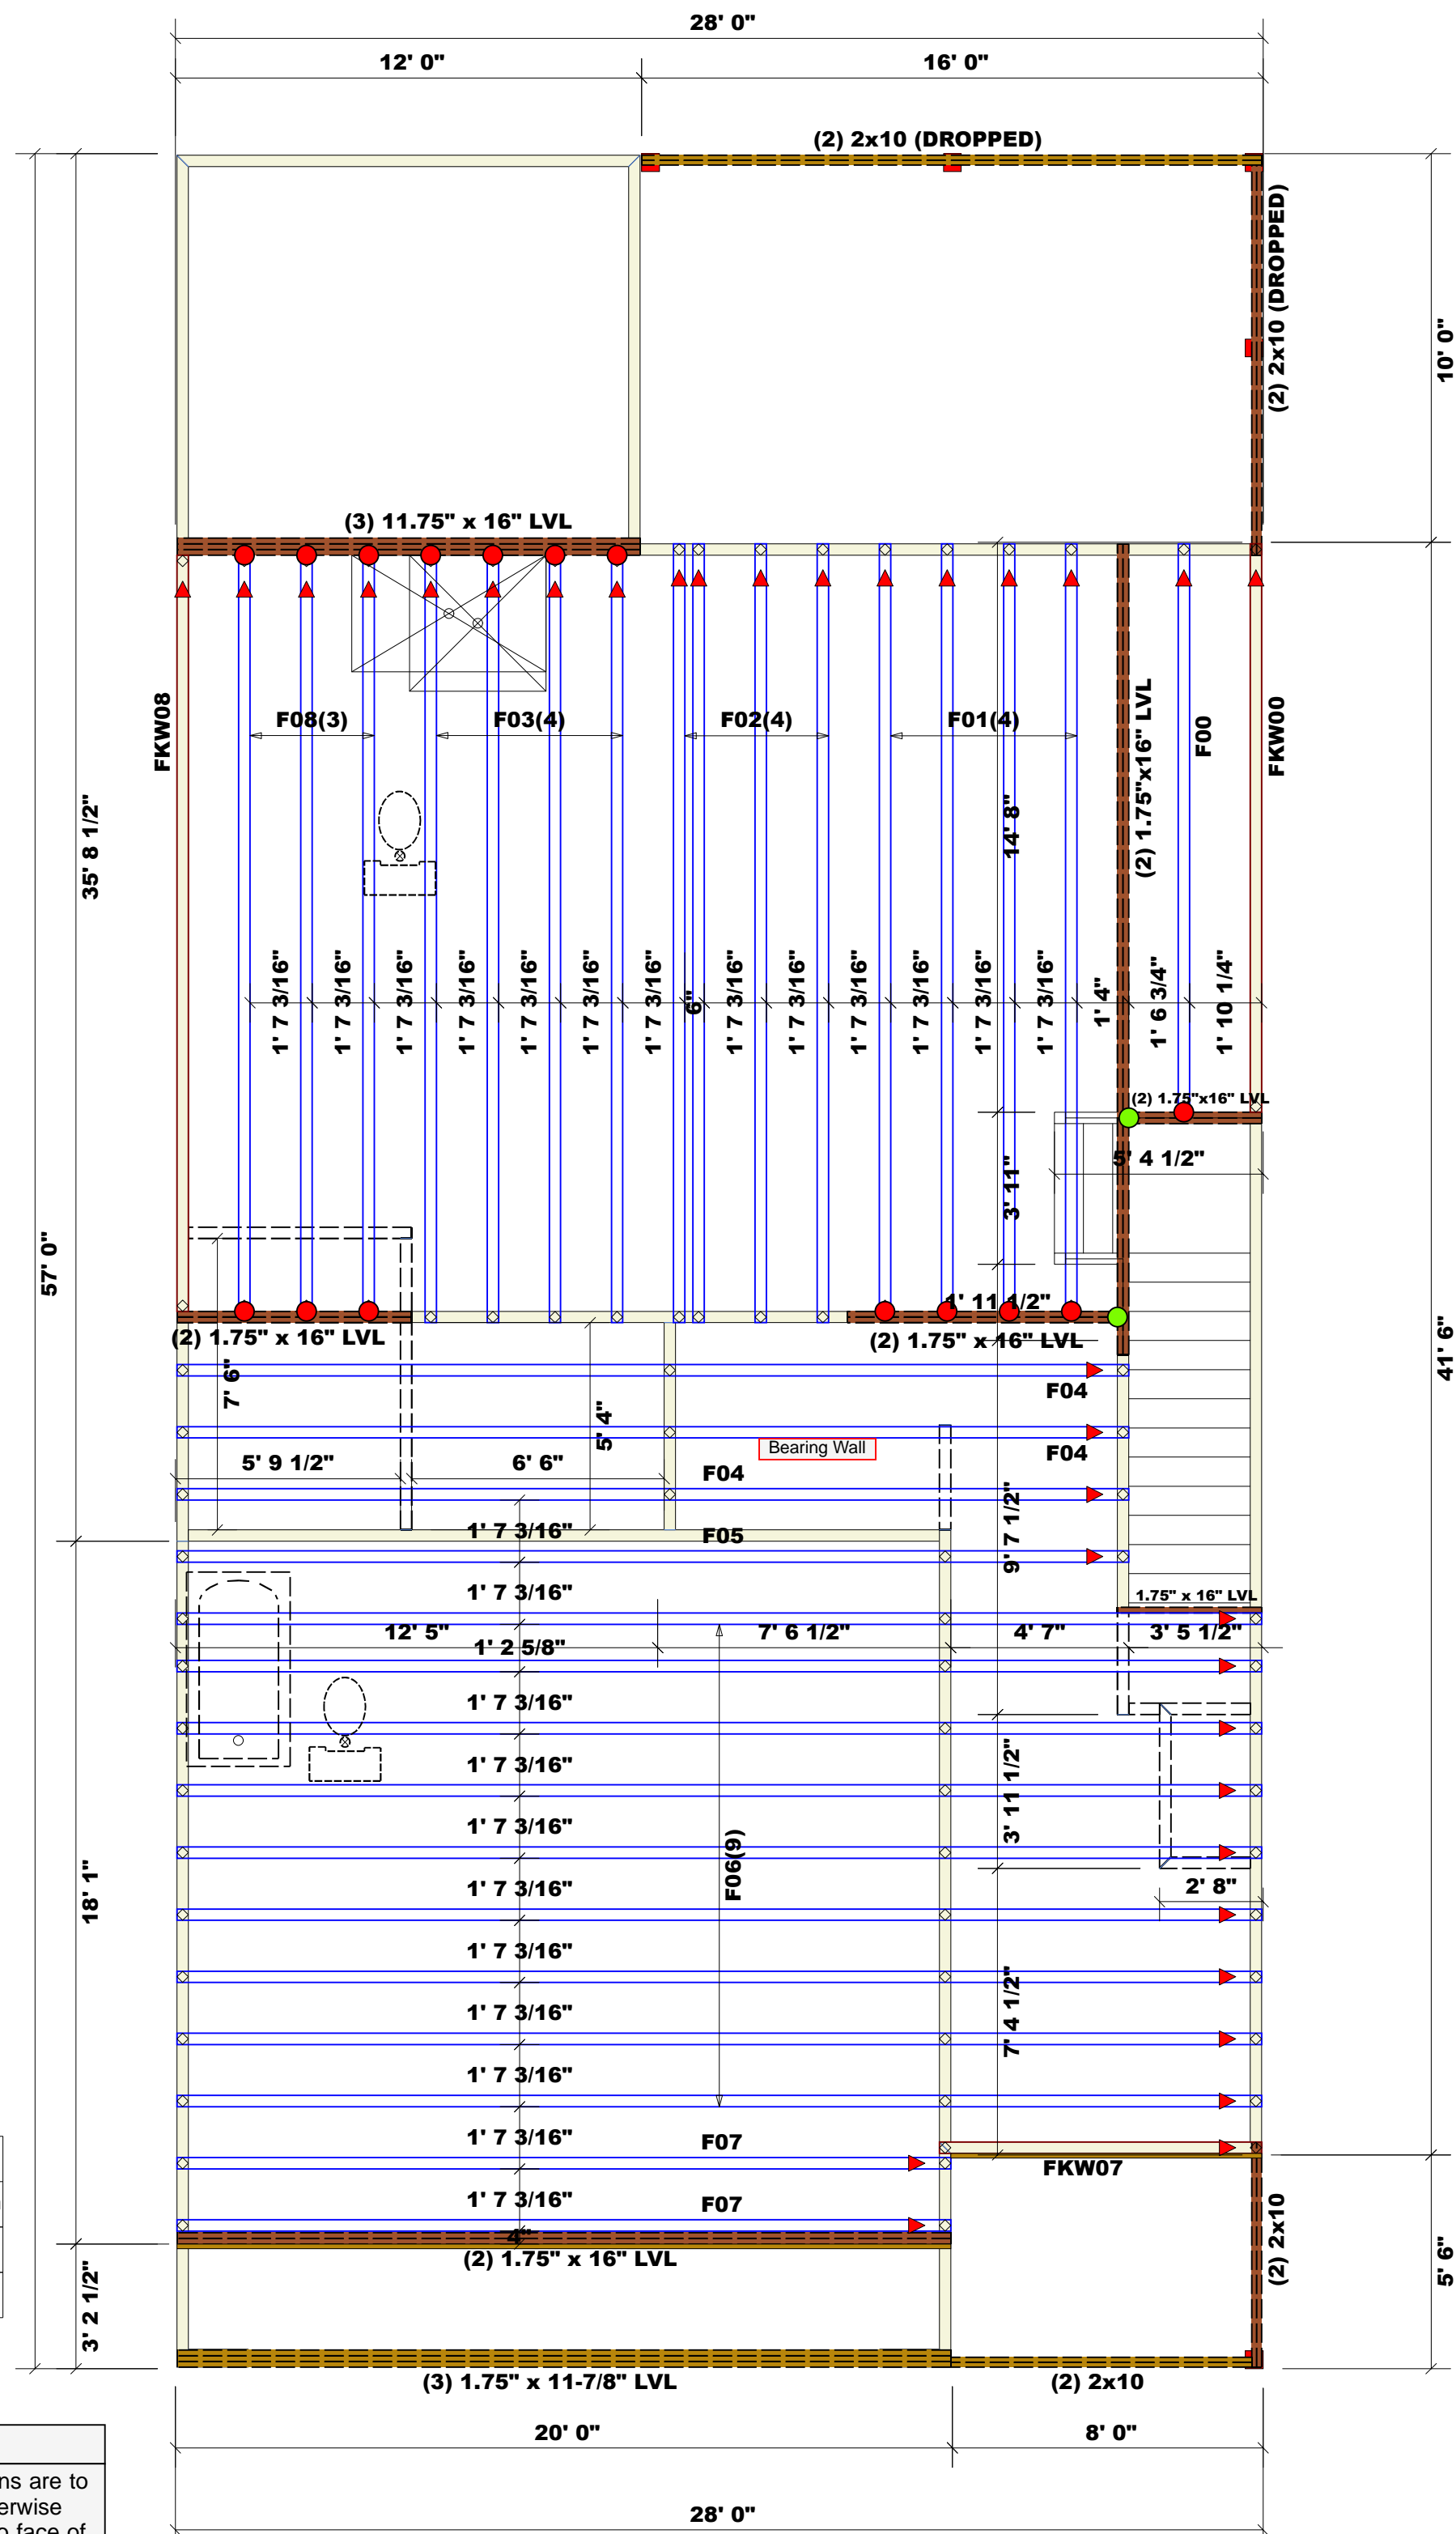 28' 0"
12' 0"
16' 0"
(2) 2x10 (DROPPED)
(2) 2x10 (DROPPED)
10' 0"
(3) 11.75" x 16" LVL
FKW08
F08(3)
F03(4)
F02(4)
F01(4)
(2) 1.75"x16" LVL
F00
FKW00
35' 8 1/2"
14' 8"
1' 7 3/16"
1' 7 3/16"
1' 7 3/16"
1' 7 3/16"
1' 7 3/16"
1' 7 3/16"
1' 7 3/16"
6"
1' 7 3/16"
1' 7 3/16"
1' 7 3/16"
1' 7 3/16"
1' 7 3/16"
1' 7 3/16"
1' 4"
1' 6 3/4"
1' 10 1/4"
(2) 1.75"x16" LVL
5' 4 1/2"
3' 11"
57' 0"
1' 11 1/2"
(2) 1.75" x 16" LVL
(2) 1.75" x 16" LVL
41' 6"
7' 6"
F04
5' 4"
Bearing Wall
F04
5' 9 1/2"
6' 6"
F04
9' 7 1/2"
1' 7 3/16"
F05
1' 7 3/16"
1.75" x 16" LVL
12' 5"
7' 6 1/2"
4' 7"
3' 5 1/2"
1' 2 5/8"
1' 7 3/16"
1' 7 3/16"
3' 11 1/2"
1' 7 3/16"
F06(9)
1' 7 3/16"
2' 8"
18' 1"
1' 7 3/16"
7' 4 1/2"
1' 7 3/16"
1' 7 3/16"
1' 7 3/16"
F07
FKW07
1' 7 3/16"
F07
4"
(2) 1.75" x 16" LVL
(2) 2x10
5' 6"
3' 2 1/2"
(3) 1.75" x 11-7/8" LVL
(2) 2x10
20' 0"
8' 0"
ns are to
erwise
o face of
28' 0"